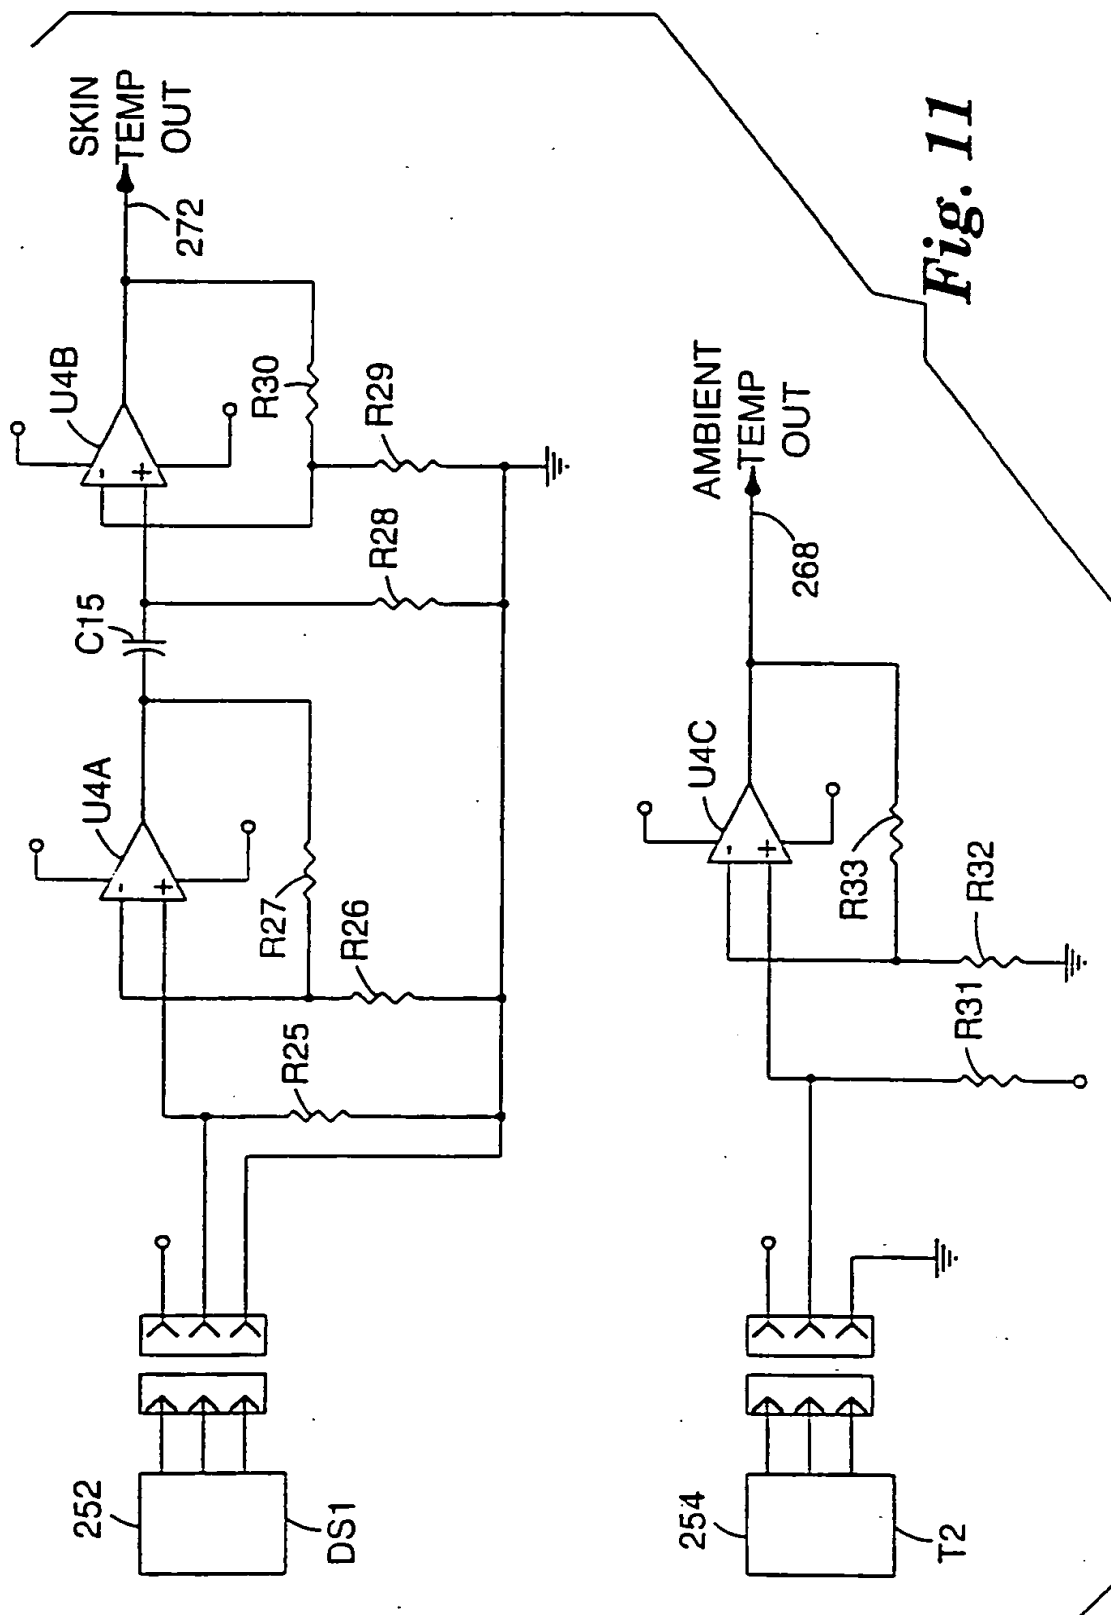 SKIN
TEMP
OUT
272
U4B
R30
R29
R28
C15
U4A
R27
R26
R25
252
DS1
AMBIENT
TEMP
OUT
268
U4C
R33
R32
R31
254
T2
- +
- +
- +
Fig. 11